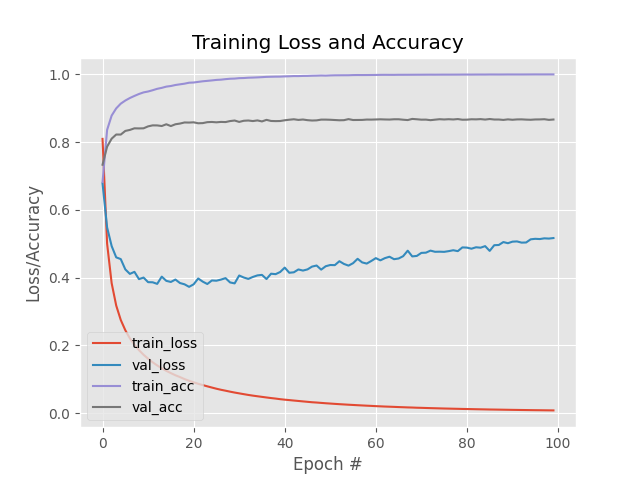 Training Loss and Accuracy
Loss/Accuracy
1.0
0.8
0.6
0.4
0.2
0.0
train_loss
val_loss
train_acc
val_acc
0 20 40 60 80 100
Epoch #